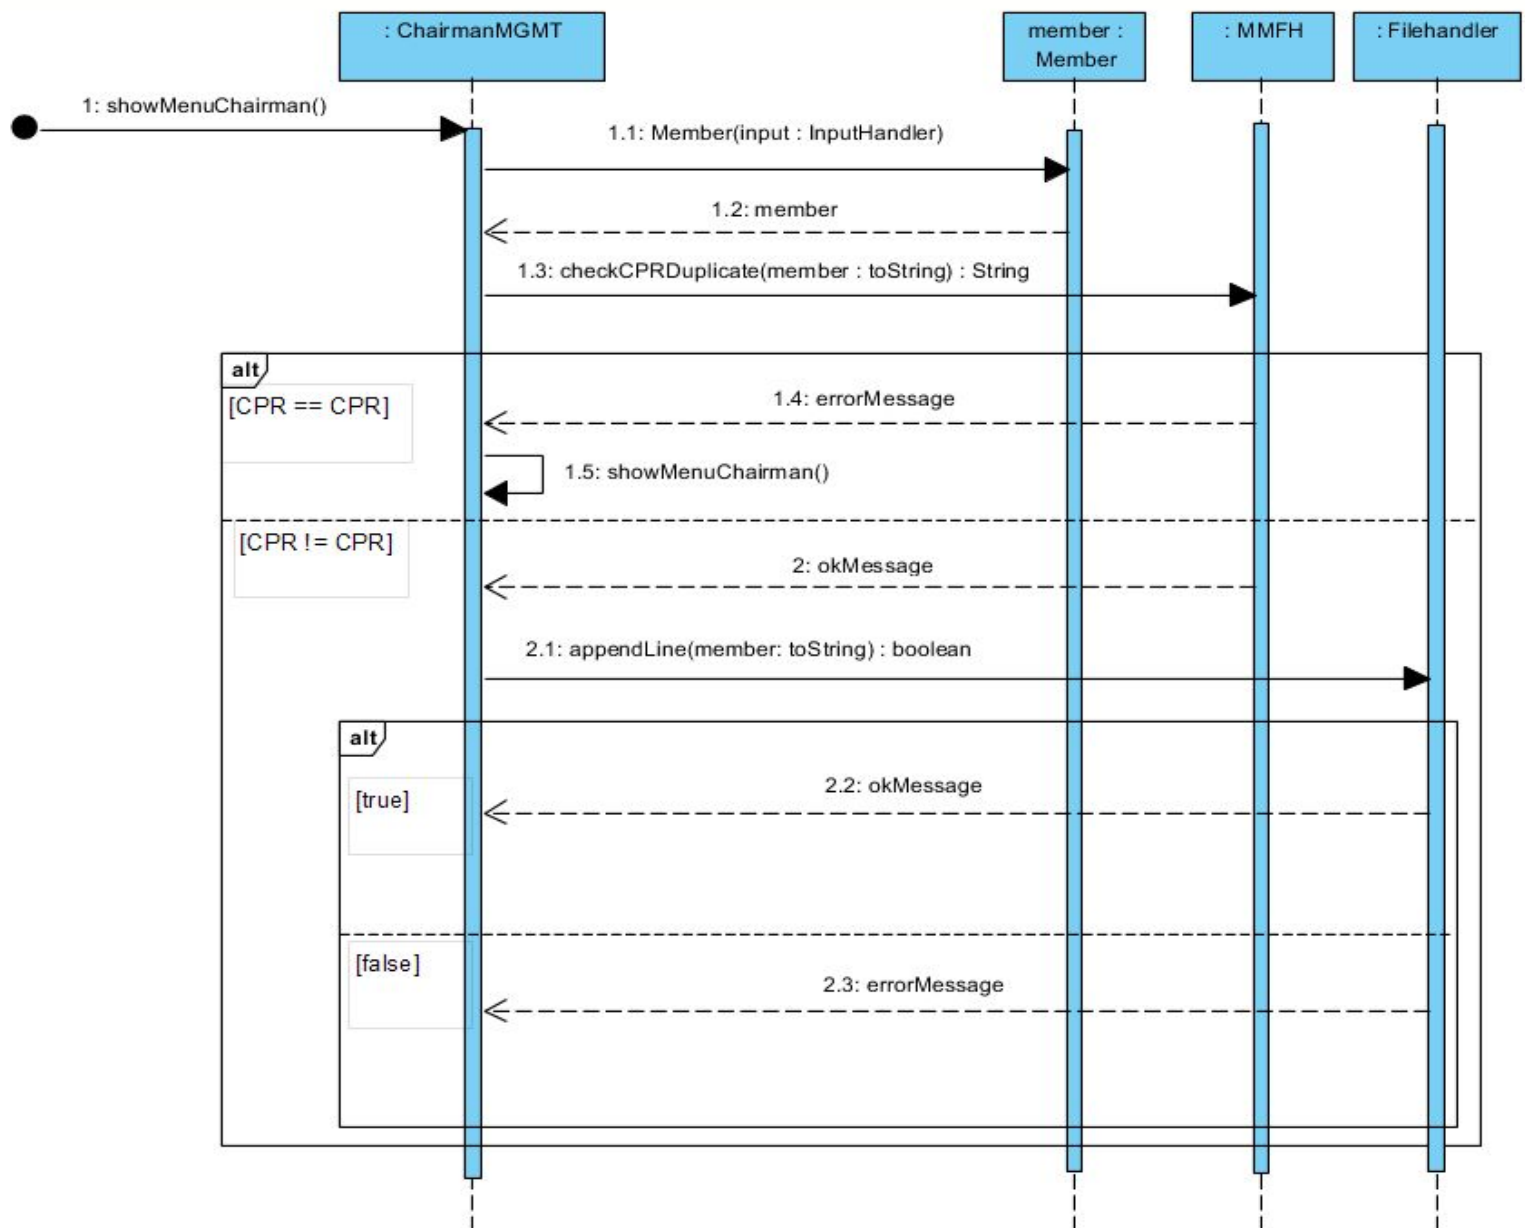 : ChairmanMGMT
member :
Member
: MMFH
: Filehandler
1: showMenuChairman()
1.1: Member(input : InputHandler)
1.2: member
1.3: checkCPRDuplicate(member : toString) : String
alt
[CPR == CPR]
1.4: errorMessage
1.5: showMenuChairman()
[CPR != CPR]
2: okMessage
2.1: appendLine(member: toString) : boolean
alt
[true]
2.2: okMessage
[false]
2.3: errorMessage